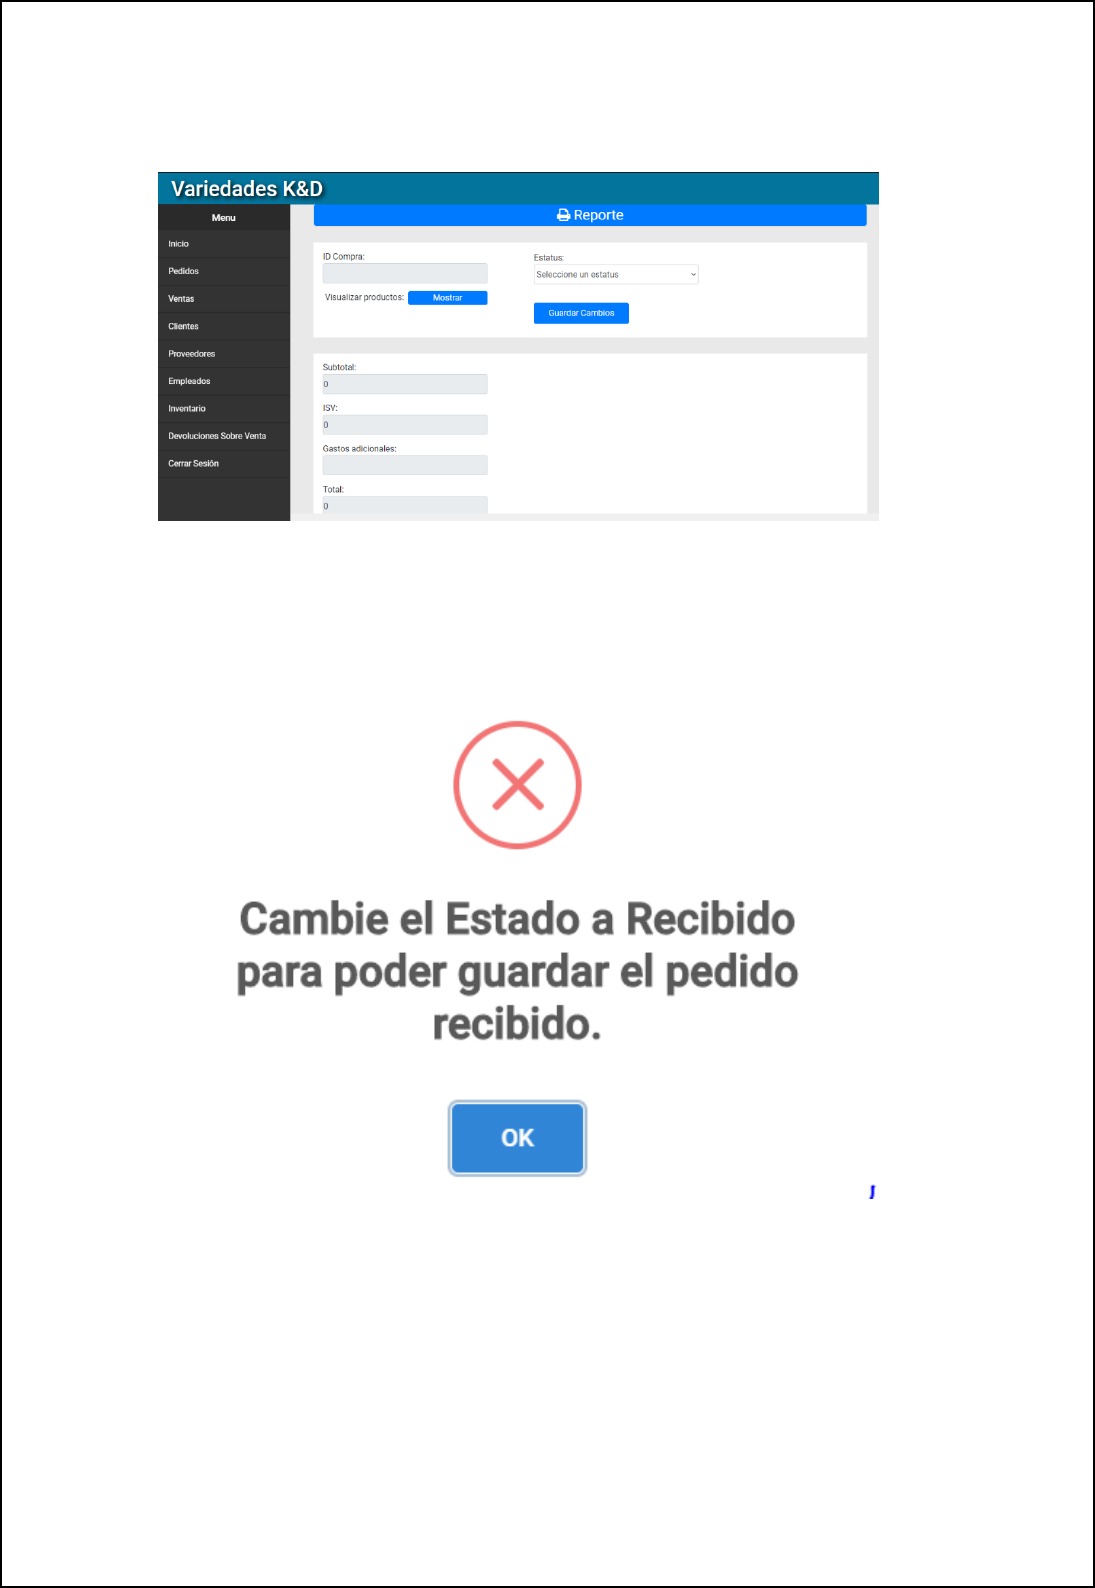 Variedades K&D
Menu
Inicio
Pedidos
Ventas
Clientes
Proveedores
Empleados
Inventario
Devoluciones Sobre Venta
Cerrar Sesión
Reporte
ID Compra:
Visualizar productos: Mostrar
Estatus:
Seleccione un estatus
Guardar Cambios
Subtotal:
0
ISV:
0
Gastos adicionales:
Total:
0
Cambie el Estado a Recibido
para poder guardar el pedido
recibido.
OK